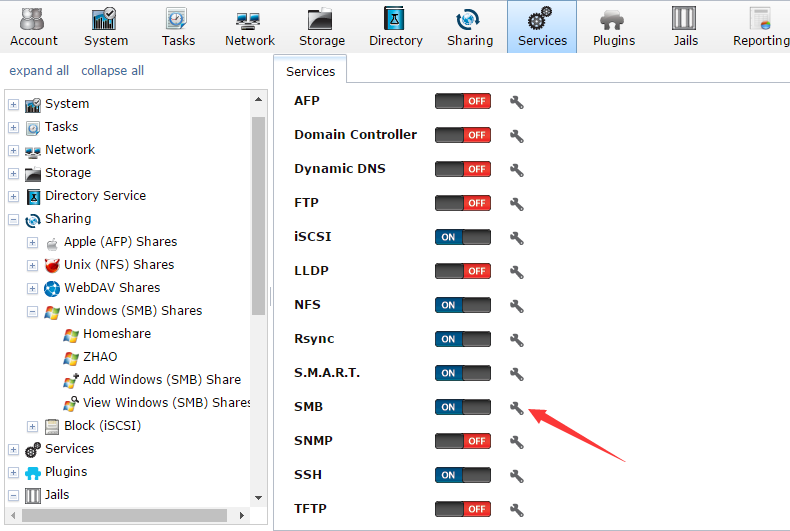 Account System Tasks Network Storage Directory Sharing Services Plugins Jails Reporting
expand all collapse all
System
Tasks
Network
Storage
Directory Service
Sharing
Apple (AFP) Shares
Unix (NFS) Shares
WebDAV Shares
Windows (SMB) Shares
Homeshare
ZHAO
Add Windows (SMB) Share
View Windows (SMB) Shares
Block (iSCSI)
Services
Plugins
Jails
Services
AFP OFF
Domain Controller OFF
Dynamic DNS OFF
FTP OFF
iSCSI ON
LLDP OFF
NFS ON
Rsync ON
S.M.A.R.T. ON
SMB ON
SNMP OFF
SSH ON
TFTP OFF